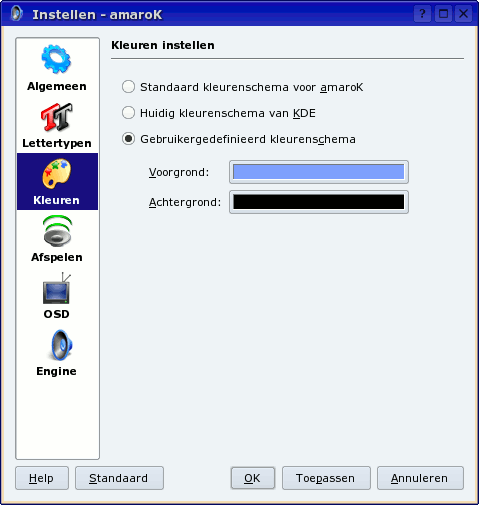 Instellen - amaroK
Algemeen
Lettertypen
Kleuren
Afspelen
OSD
Engine
Kleuren instellen
Standaard kleurenschema voor amaroK
Huidig kleurenschema van KDE
Gebruikergedefinieerd kleurenschema
Voorgrond:
Achtergrond:
Help Standaard OK Toepassen Annuleren